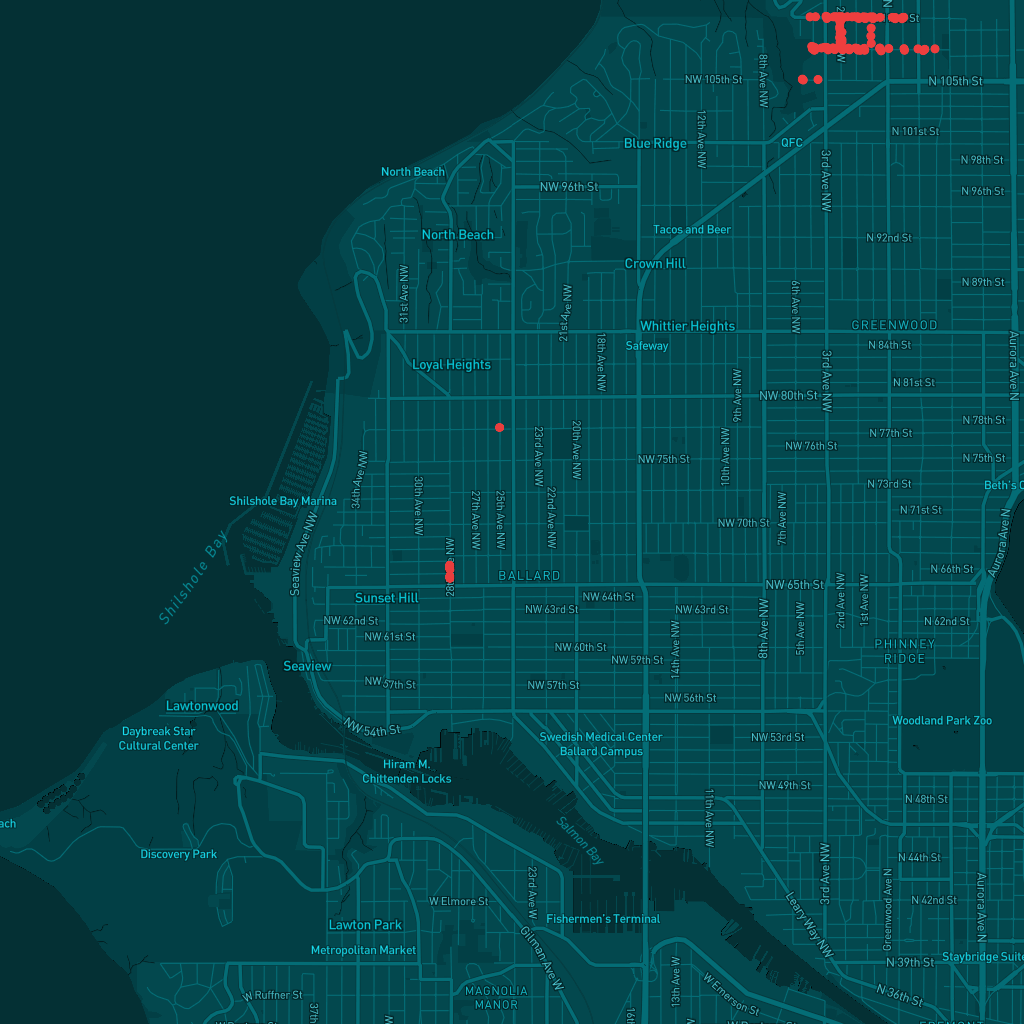 St
N
8th Ave NW
NW 105th St
N 105th St
12th Ave NW
N 101st St
Blue Ridge
QFC
3rd Ave NW
N 98th St
North Beach
NW 96th St
N 96th St
North Beach
Tacos and Beer
N 92nd St
Crown Hill
31st Ave NW
N 89th St
6th Ave NW
21st Ave NW
Whittier Heights
GREENWOOD
Aurora Ave N
18th Ave NW
Safeway
N 84th St
Loyal Heights
3rd Ave NW
9th Ave NW
N 81st St
NW 80th St
N 78th St
23rd Ave NW
20th Ave NW
10th Ave NW
N 77th St
NW 76th St
34th Ave NW
NW 75th St
N 75th St
30th Ave NW
N 73rd St
Beth's C
Shilshole Bay Marina
27th Ave NW
25th Ave NW
22nd Ave NW
7th Ave NW
N 71st St
NW 70th St
Seaview Ave NW
Aurora Ave N
Shilshole Bay
BALLARD
N 66th St
NW 65th St
Sunset Hill
NW 64th St
2nd Ave NW
1st Ave NW
NW 63rd St
NW 63rd St
NW 62nd St
N 62nd St
8th Ave NW
5th Ave NW
NW 61st St
14th Ave NW
NW 60th St
PHINNEY
RIDGE
NW 59th St
Seaview
NW 57th St
NW 57th St
NW 56th St
Lawtonwood
Woodland Park Zoo
NW 54th St
Daybreak Star
Cultural Center
Swedish Medical Center
Ballard Campus
NW 53rd St
Hiram M.
Chittenden Locks
NW 49th St
11th Ave NW
N 48th St
ach
Salmon Bay
Discovery Park
N 44th St
3rd Ave NW
23rd Ave W
Greenwood Ave N
Aurora Ave N
W Elmore St
N 42nd St
Leary Way NW
Lawton Park
Fishermen's Terminal
Gilman Ave W
Metropolitan Market
Staybridge Suite
N 39th St
13th Ave W
W Emerson St
MAGNOLIA
MANOR
W Ruffner St
N 36th St
37th